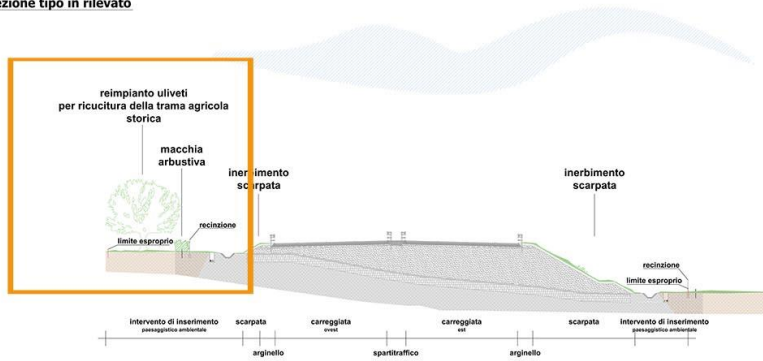 ezione tipo in rilevato
reimpianto uliveti
per ricucitura della trama agricola
storica
macchia
arbustiva
inerbimento
scarpata
inerbimento
scarpata
recinzione
limite esproprio
recinzione
limite esproprio
intervento di inserimento
paesaggistico ambientale
scarpata
carreggiata
ovest
carreggiata
est
scarpata
intervento di inserimento
paesaggistico ambientale
arginello
spartitraffico
arginello